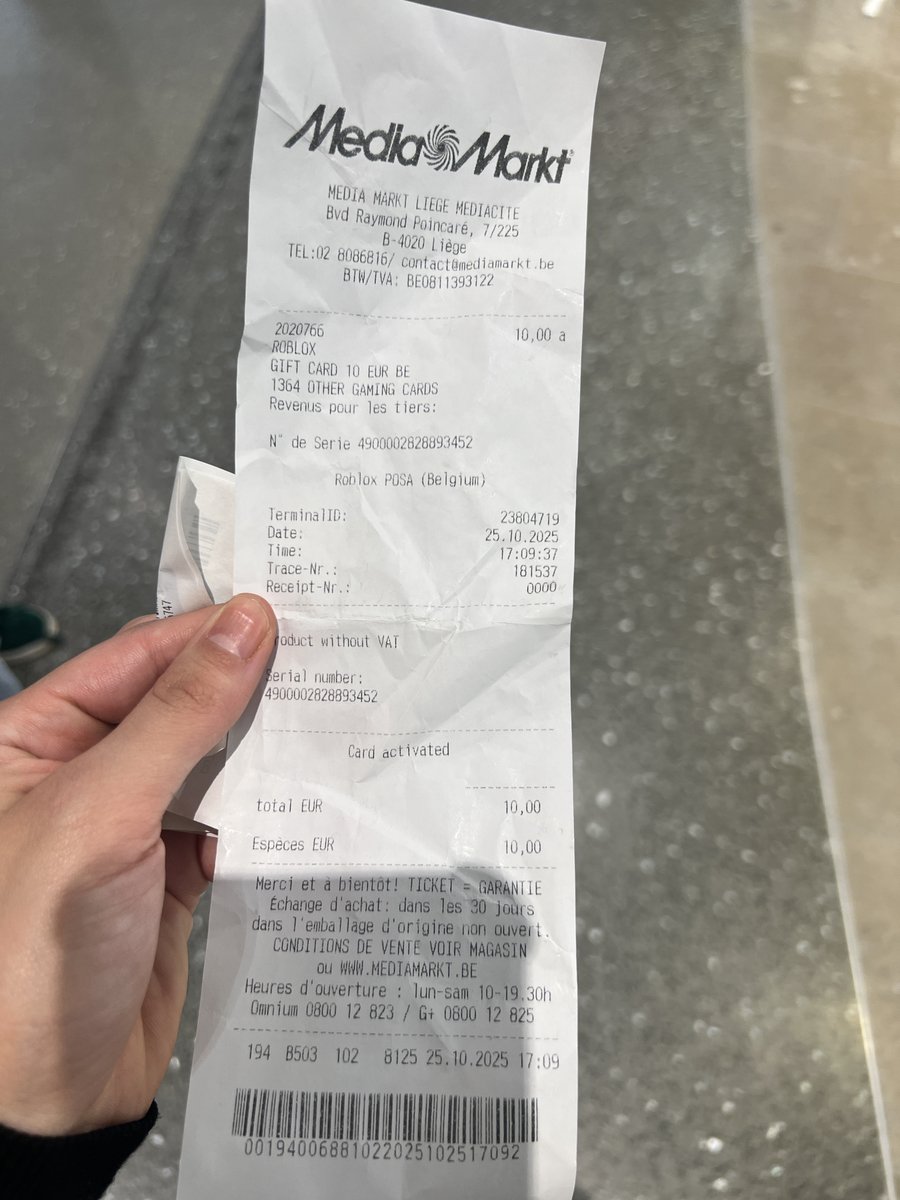 Media Markt
MEDIA MARKT LIEGE MEDIACITE
Bvd Raymond Poincaré, 7/225
B-4020 Liège
TEL:02 8086816/ contact@mediamarkt.be
BTW/TVA: BE0811393122
2020766 10,00 a
ROBLOX
GIFT CARD 10 EUR BE
1364 OTHER GAMING CARDS
Revenus pour les tiers:
N° de Serie 4900002828893452
Roblox POSA (Belgium)
TerminalID: 23804719
Date: 25.10.2025
Time: 17:09:37
Trace-Nr.: 181537
Receipt-Nr.: 0000
roduct without VAT
Serial number:
4900002828893452
Card activated
total EUR 10,00
Espèces EUR 10,00
Merci et à bientôt! TICKET = GARANTIE
Échange d'achat: dans les 30 jours
dans l'emballage d'origine non ouvert.
CONDITIONS DE VENTE VOIR MAGASIN
ou WWW.MEDIAMARKT.BE
Heures d'ouverture : lun-sam 10-19.30h
Omnium 0800 12 823 / G+ 0800 12 825
194 B503 102 8125 25.10.2025 17:09
00194006881022025102517092